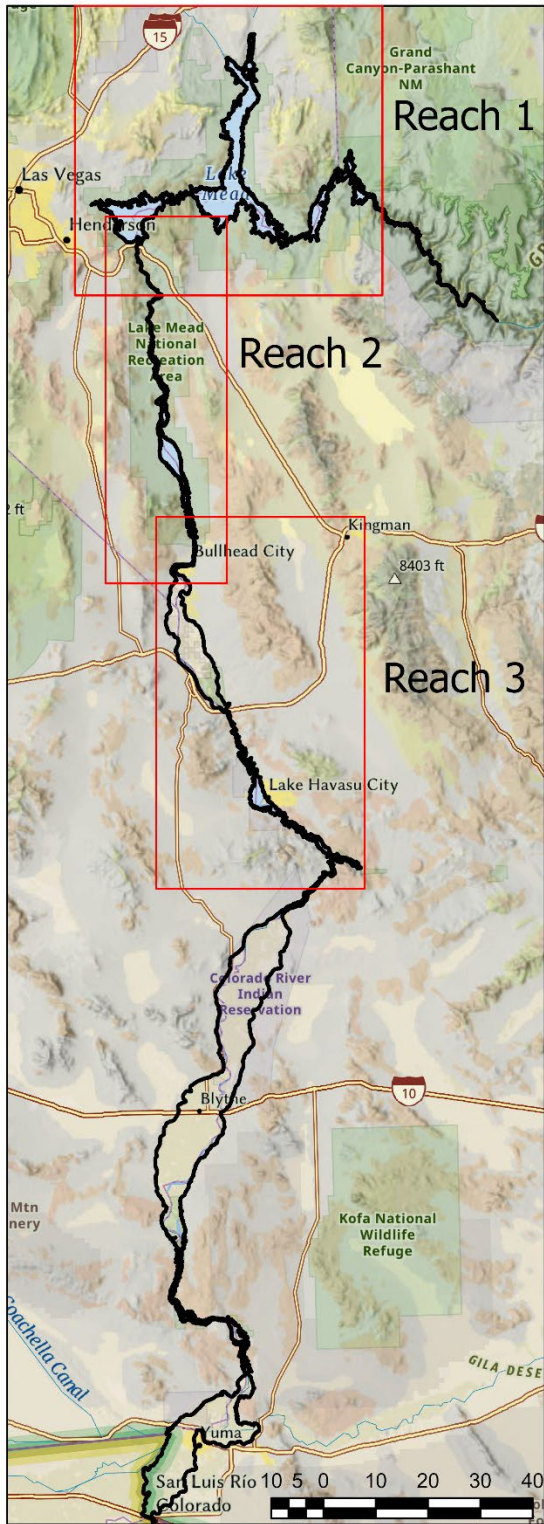 15
Grand
Canyon-Parashant
NM
Reach 1
Las Vegas
Lake
Mead
Henderson
Lake Mead
National
Recreation
Area
Reach 2
2 ft
Kingman
Bullhead City
8403 ft
Reach 3
Lake Havasu City
Colorado River
Indian
Reservation
Blythe
10
Mtn
nery
Kofa National
Wildlife
Refuge
Coachella Canal
GILA DESE
Yuma
San Luis Río
Colorado
10 5 0 10 20 30 40